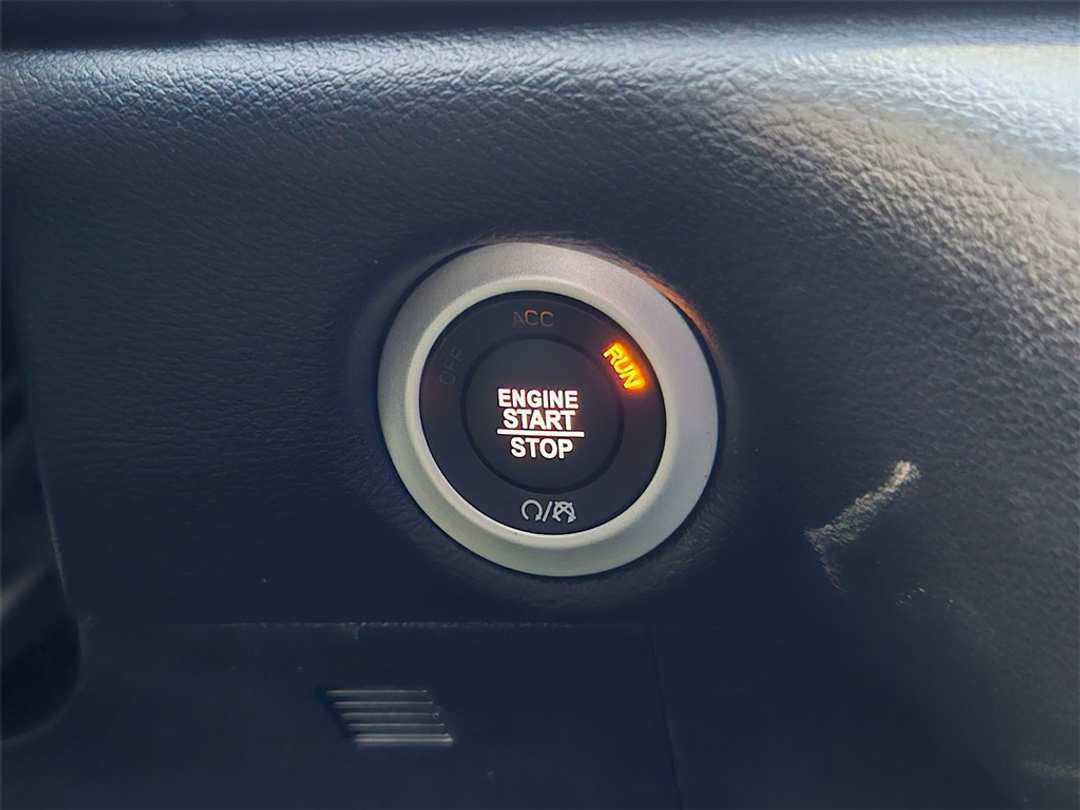 ACC
OFF
RUN
ENGINE
START
STOP